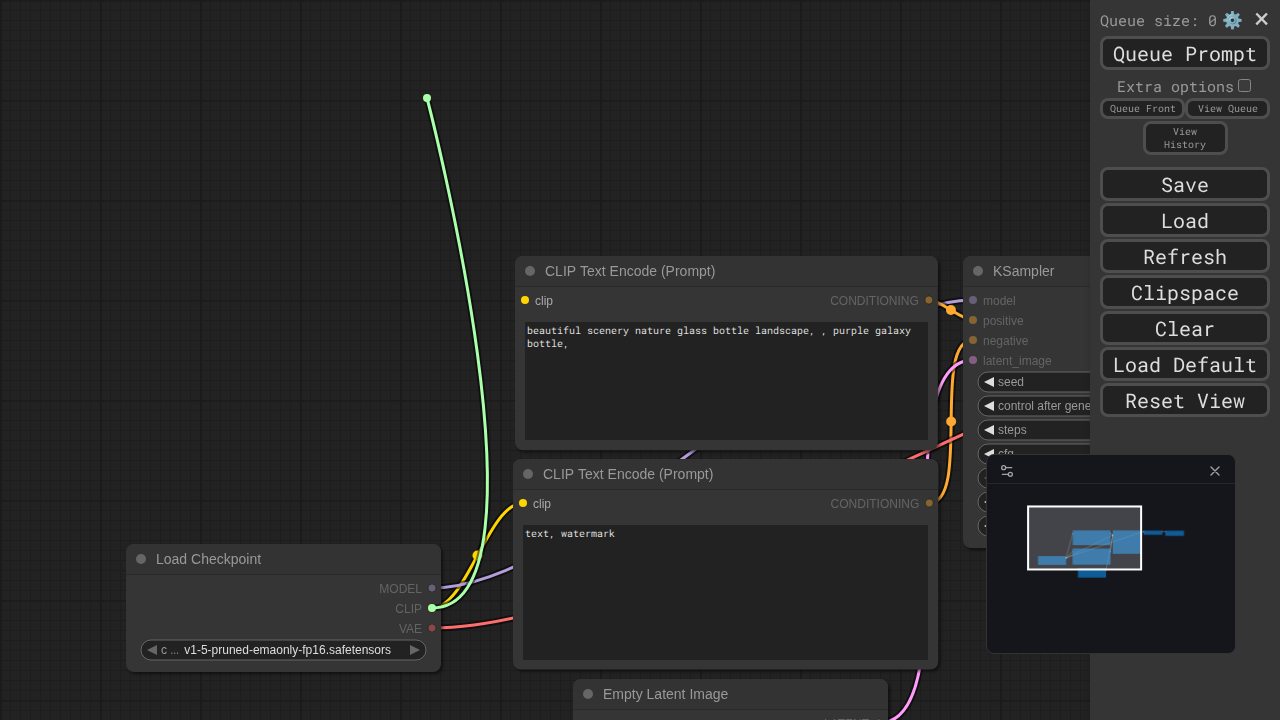 Queue size: 0
Queue Prompt
Extra options
Queue Front
View Queue
View
History
Save
Load
Refresh
Clipspace
Clear
Load Default
Reset View
CLIP Text Encode (Prompt)
clip
CONDITIONING
beautiful scenery nature glass bottle landscape, , purple galaxy
bottle,
KSampler
model
positive
negative
latent_image
seed
control after gene
steps
cfg
CLIP Text Encode (Prompt)
clip
CONDITIONING
text, watermark
Load Checkpoint
MODEL
CLIP
VAE
c ... v1-5-pruned-emaonly-fp16.safetensors
Empty Latent Image